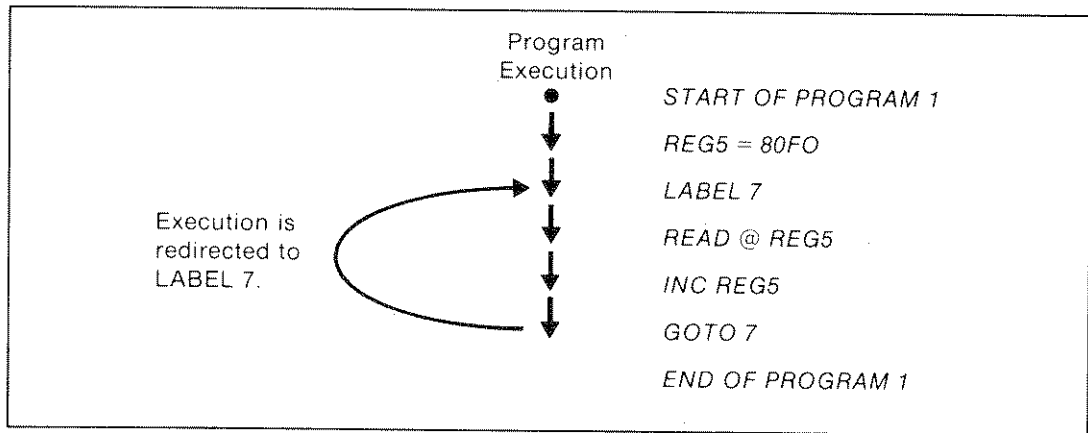 Program
Execution
START OF PROGRAM 1
REG5 = 80FO
LABEL 7
READ @ REG5
INC REG5
GOTO 7
END OF PROGRAM 1
Execution is
redirected to
LABEL 7.